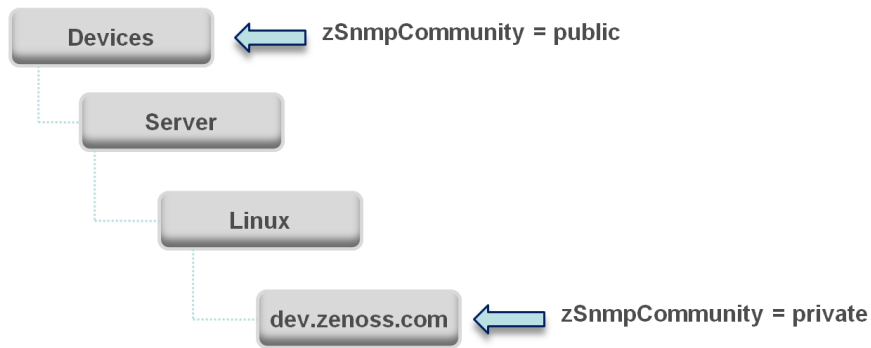 Devices
zSnmpCommunity = public
Server
Linux
dev.zenoss.com
zSnmpCommunity = private